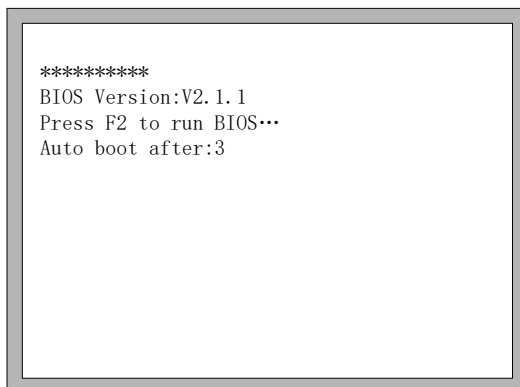 **********
BIOS Version:V2.1.1
Press F2 to run BIOS⋯
Auto boot after:3